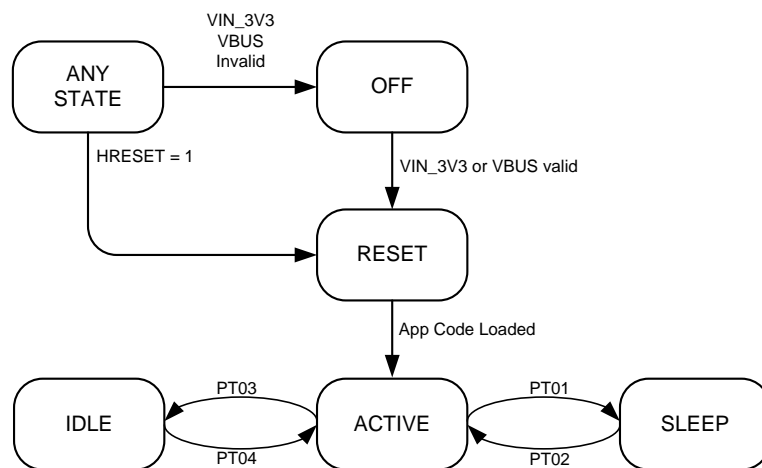 VIN_3V3
VBUS
Invalid
ANY
STATE
OFF
HRESET = 1
VIN_3V3 or VBUS valid
RESET
App Code Loaded
PT03
PT01
IDLE
ACTIVE
SLEEP
PT04
PT02